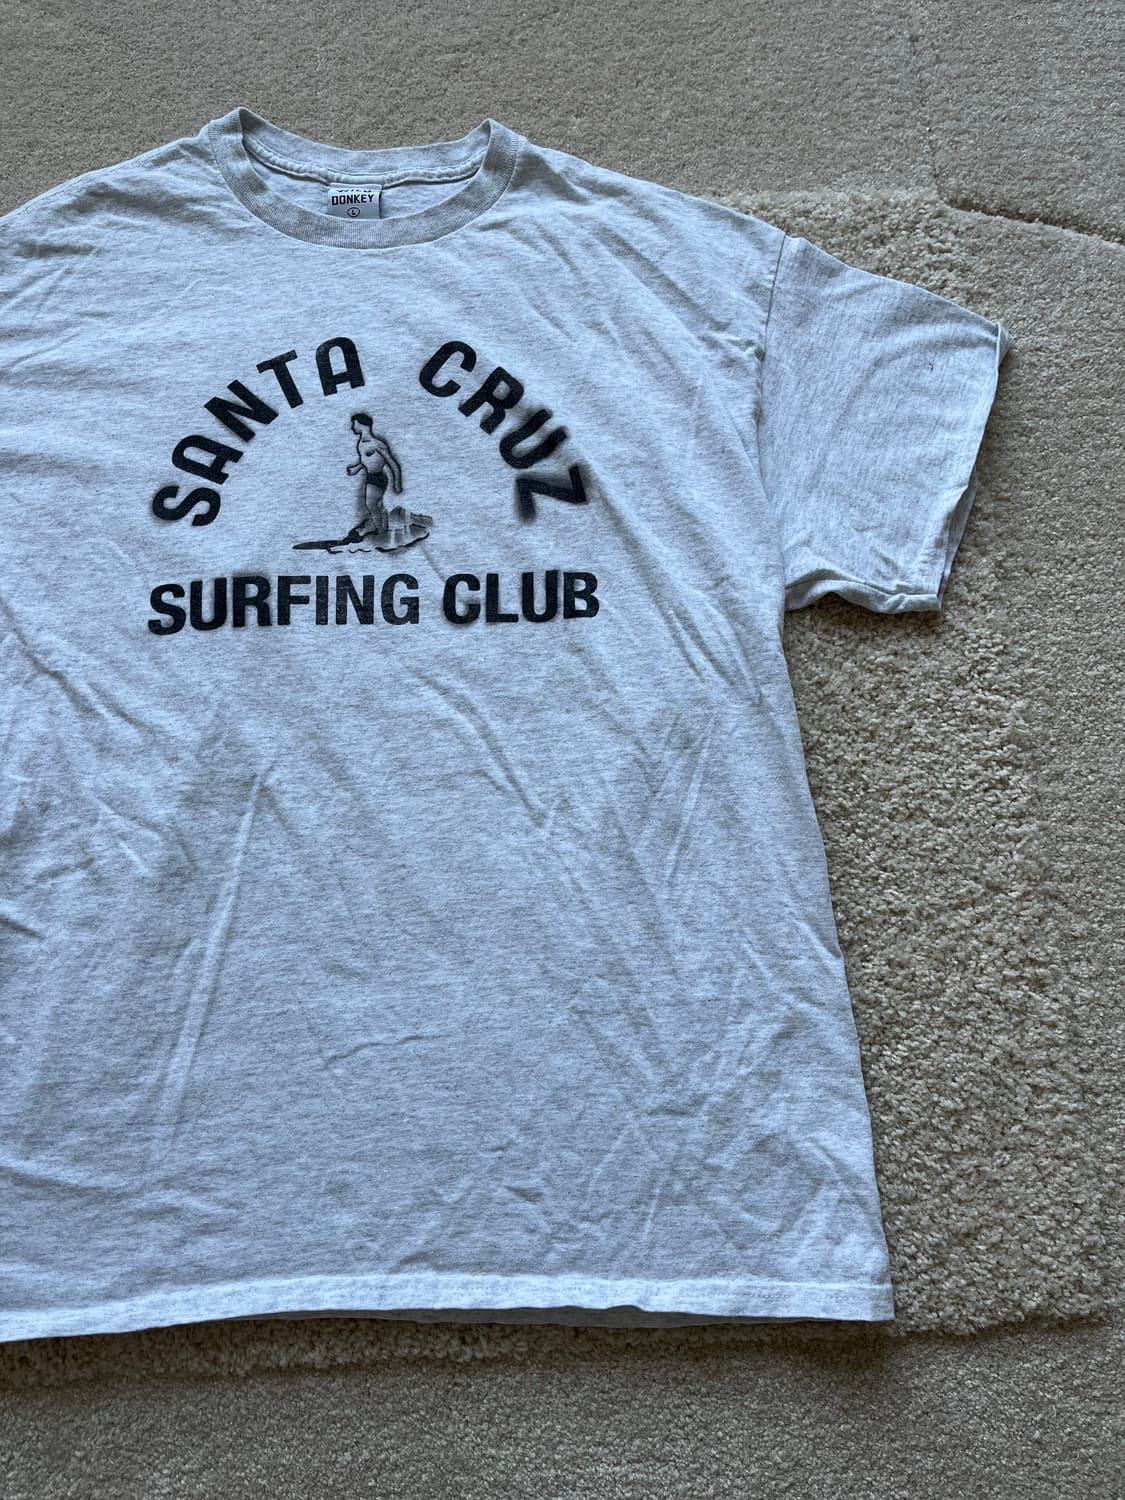 DONKEY
L
SANTA CRUZ
SURFING CLUB